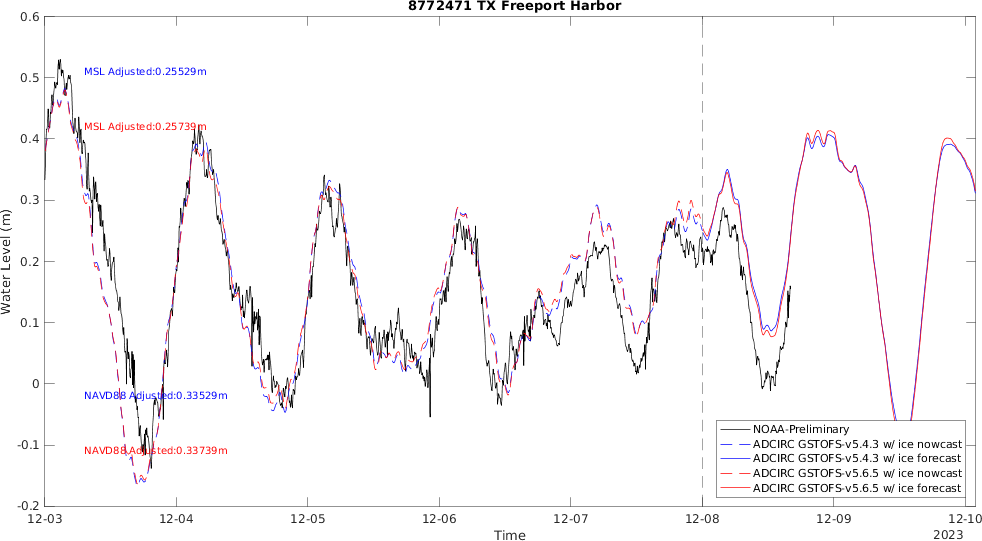 8772471 TX Freeport Harbor
Water Level (m)
0.6
0.5
0.4
0.3
0.2
0.1
0
-0.1
-0.2
MSL Adjusted:0.25529m
MSL Adjusted:0.25739m
NAVD88 Adjusted:0.33529m
NAVD88 Adjusted:0.33739m
NOAA-Preliminary
ADCIRC GSTOFS-v5.4.3 w/ ice nowcast
ADCIRC GSTOFS-v5.4.3 w/ ice forecast
ADCIRC GSTOFS-v5.6.5 w/ ice nowcast
ADCIRC GSTOFS-v5.6.5 w/ ice forecast
12-03 12-04 12-05 12-06 12-07 12-08 12-09 12-10
Time
2023